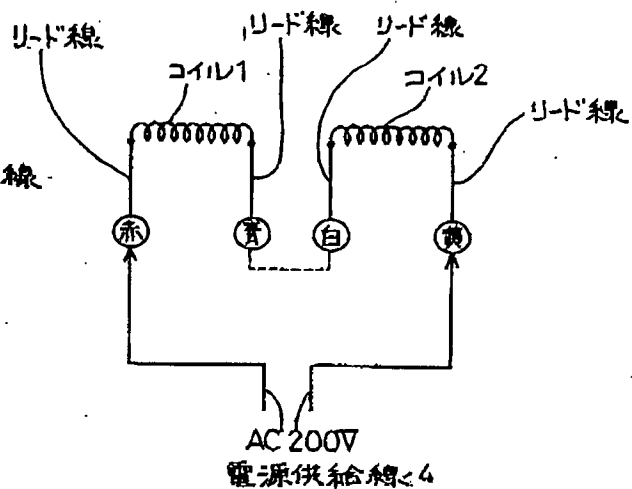 リード線
リード線
リード線
コイル1
コイル2
リード線
線
赤
青
白
黄
AC 200V
電源供給線<4